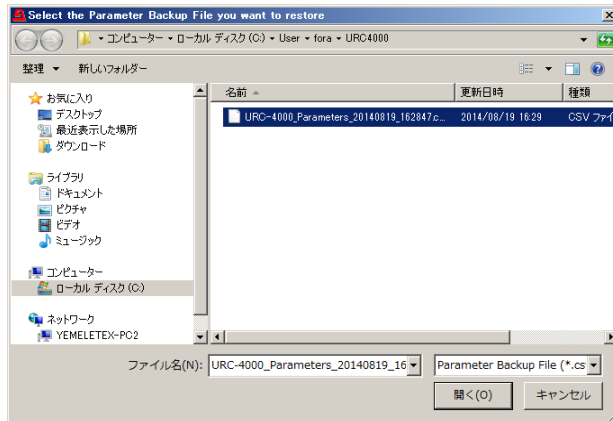 Select the Parameter Backup File you want to restore
コンピューター ローカル ディスク (C:) User fora URC4000
整理 新しいフォルダー
名前 更新日時 種類
お気に入り
デスクトップ
最近表示した場所
ダウンロード
ライブラリ
ドキュメント
ピクチャ
ビデオ
ミュージック
コンピューター
ローカル ディスク (C:)
ネットワーク
YEMELETEX-PC2
URC-4000_Parameters_20140819_162847.c... 2014/08/19 16:29 CSV ファイ
ファイル名(N): URC-4000_Parameters_20140819_16 Parameter Backup File (*.cs
開く(O) キャンセル